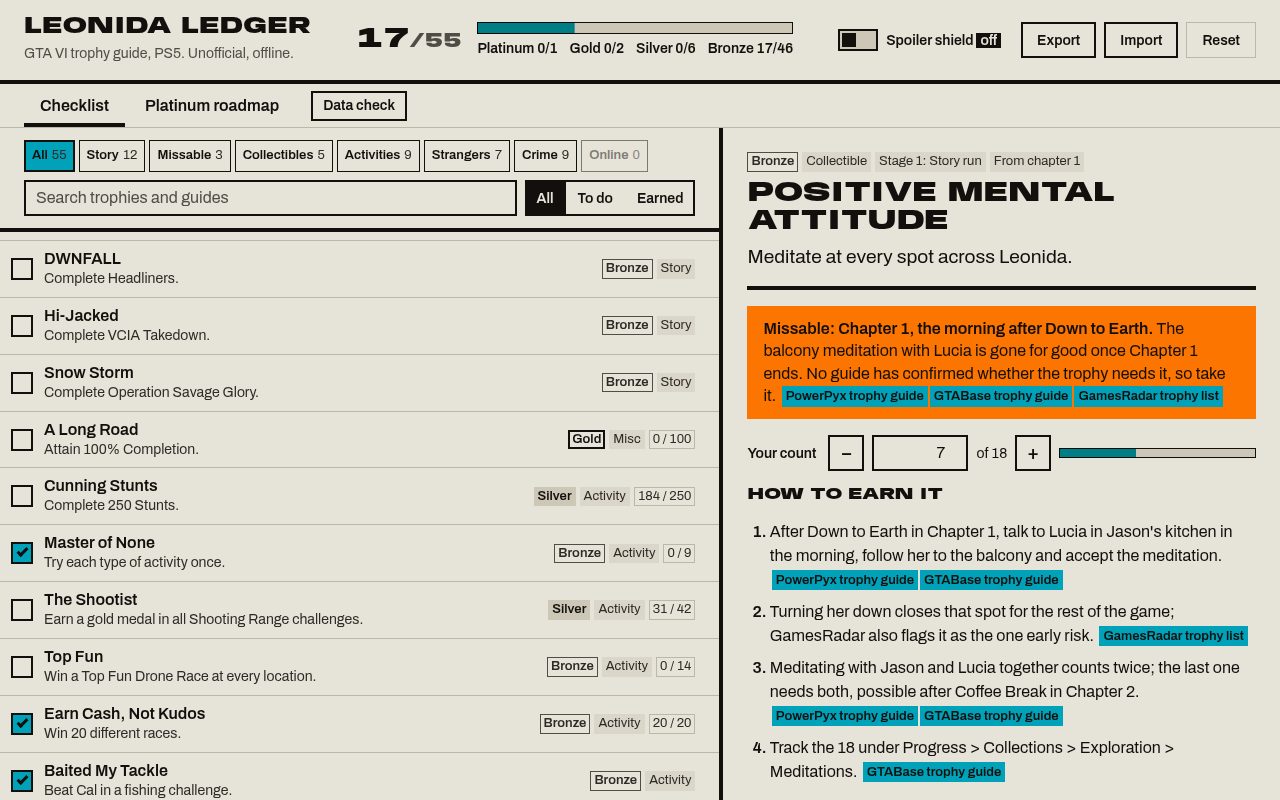 LEONIDA LEDGER
GTA VI trophy guide, PS5. Unofficial, offline.
17/55
Platinum 0/1 Gold 0/2 Silver 0/6 Bronze 17/46
Spoiler shield off
Export
Import
Reset
Checklist
Platinum roadmap
Data check
All 55
Story 12
Missable 3
Collectibles 5
Activities 9
Strangers 7
Crime 9
Online 0
Search trophies and guides
All
To do
Earned
DWNFALL
Complete Headliners.
Bronze Story
Hi-Jacked
Complete VCIA Takedown.
Bronze Story
Snow Storm
Complete Operation Savage Glory.
Bronze Story
A Long Road
Attain 100% Completion.
Gold Misc 0 / 100
Cunning Stunts
Complete 250 Stunts.
Silver Activity 184 / 250
Master of None
Try each type of activity once.
Bronze Activity 0 / 9
The Shootist
Earn a gold medal in all Shooting Range challenges.
Silver Activity 31 / 42
Top Fun
Win a Top Fun Drone Race at every location.
Bronze Activity 0 / 14
Earn Cash, Not Kudos
Win 20 different races.
Bronze Activity 20 / 20
Baited My Tackle
Beat Cal in a fishing challenge.
Bronze Activity
Bronze Collectible Stage 1: Story run From chapter 1
POSITIVE MENTAL
ATTITUDE
Meditate at every spot across Leonida.
Missable: Chapter 1, the morning after Down to Earth. The
balcony meditation with Lucia is gone for good once Chapter 1
ends. No guide has confirmed whether the trophy needs it, so take
it. PowerPyx trophy guide GTABase trophy guide GamesRadar trophy list
Your count − 7 of 18 +
HOW TO EARN IT
1. After Down to Earth in Chapter 1, talk to Lucia in Jason's kitchen in
the morning, follow her to the balcony and accept the meditation.
PowerPyx trophy guide GTABase trophy guide
2. Turning her down closes that spot for the rest of the game;
GamesRadar also flags it as the one early risk. GamesRadar trophy list
3. Meditating with Jason and Lucia together counts twice; the last one
needs both, possible after Coffee Break in Chapter 2.
PowerPyx trophy guide GTABase trophy guide
4. Track the 18 under Progress > Collections > Exploration >
Meditations. GTABase trophy guide